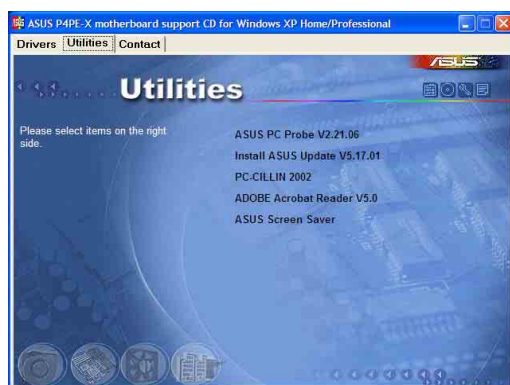 ASUS P4PE-X motherboard support CD for Windows XP Home/Professional
Drivers Utilities Contact
ASUS
Utilities
Please select items on the right
side.
ASUS PC Probe V2.21.06
Install ASUS Update V5.17.01
PC-CILLIN 2002
ADOBE Acrobat Reader V5.0
ASUS Screen Saver